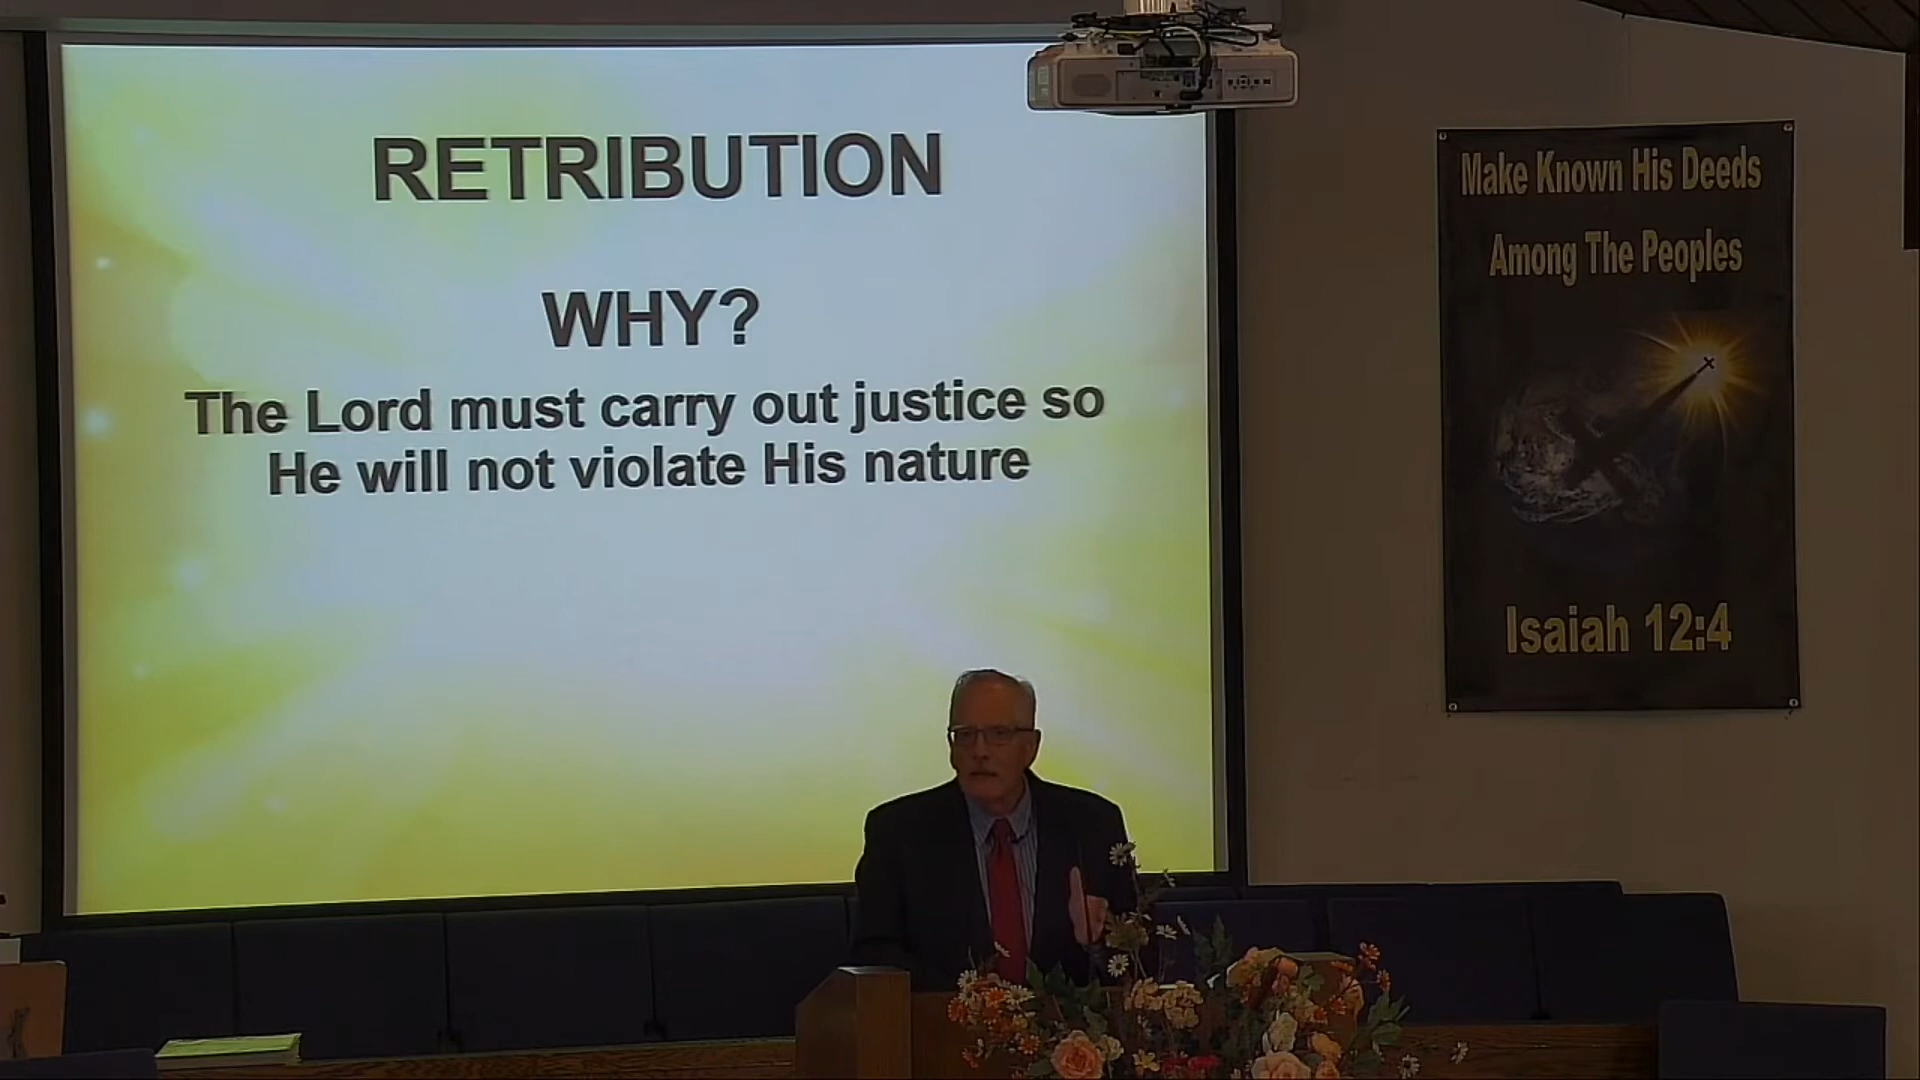 RETRIBUTION
WHY?
The Lord must carry out justice so
He will not violate His nature
Make Known His Deeds
Among The Peoples
Isaiah 12:4